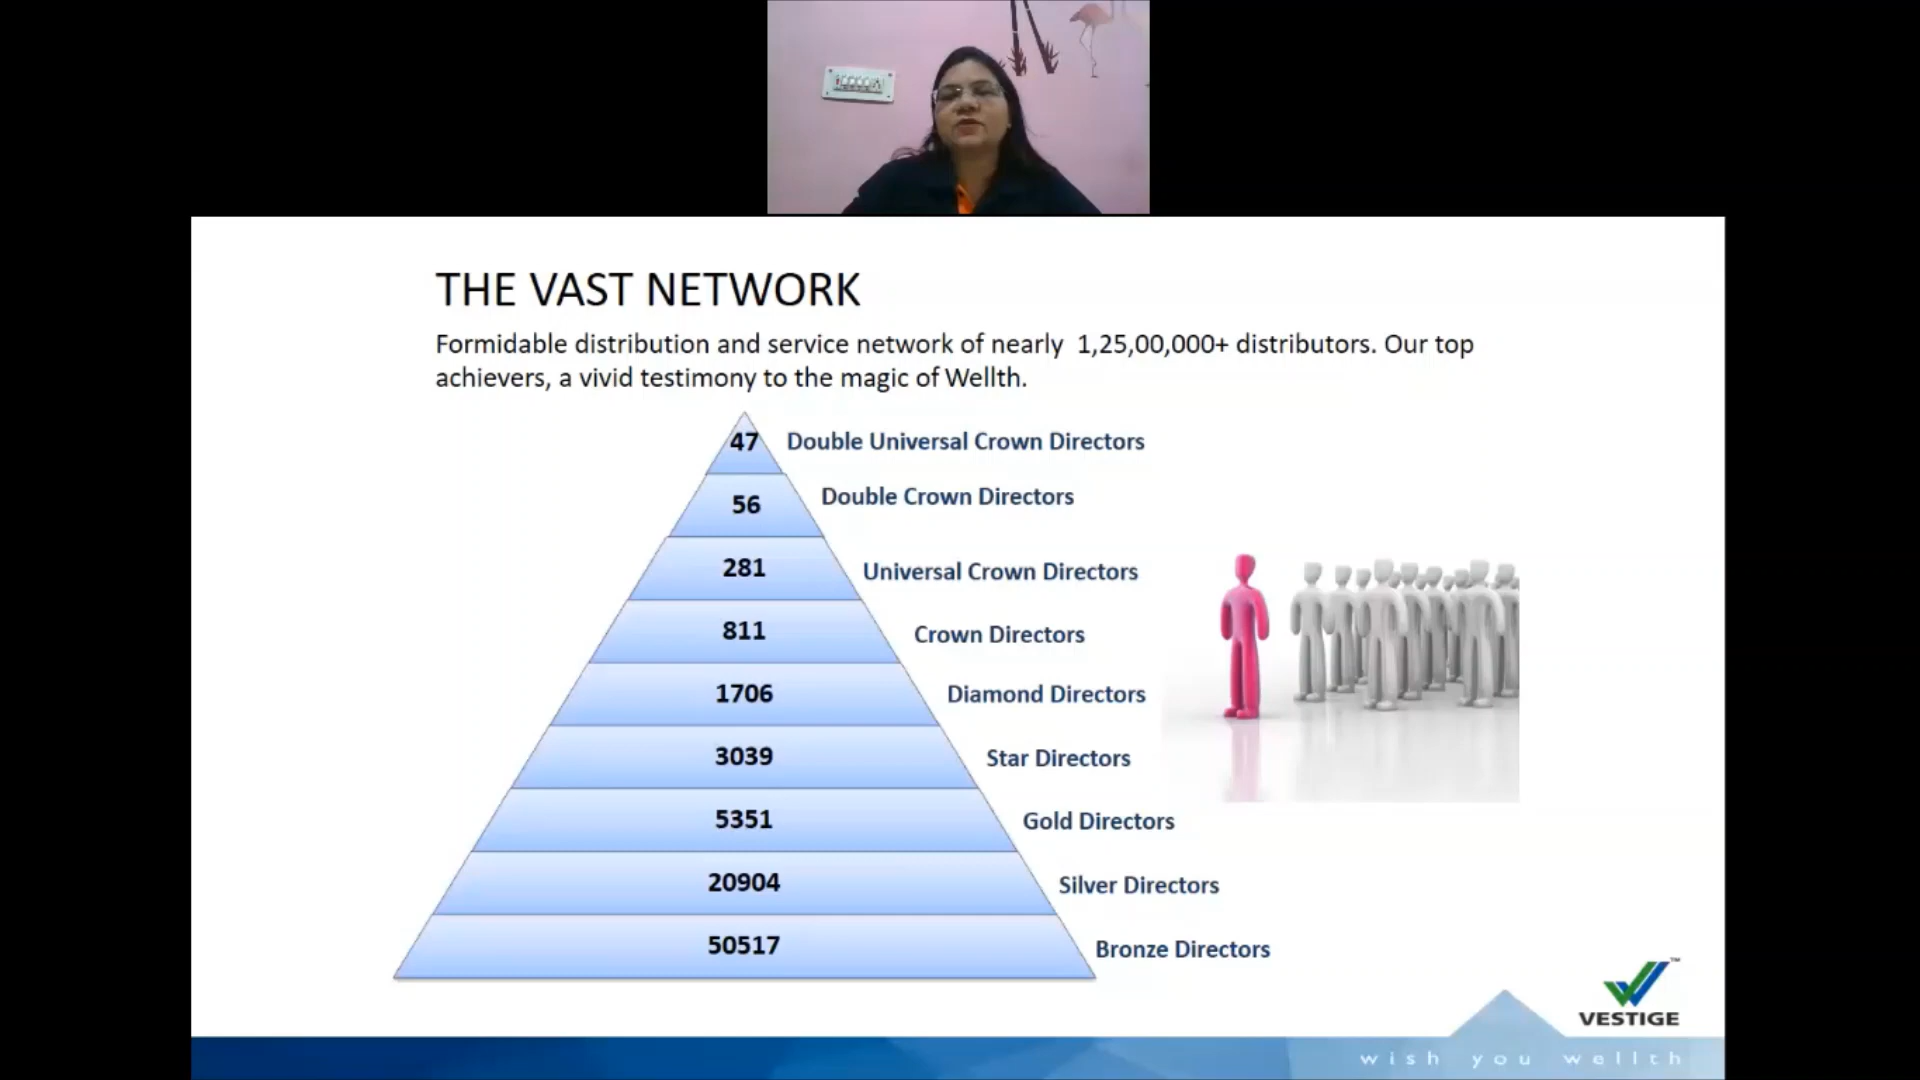 THE VAST NETWORK
Formidable distribution and service network of nearly 1,25,00,000+ distributors. Our top
achievers, a vivid testimony to the magic of Wellth.
47 Double Universal Crown Directors
56 Double Crown Directors
281 Universal Crown Directors
811 Crown Directors
1706 Diamond Directors
3039 Star Directors
5351 Gold Directors
20904 Silver Directors
50517 Bronze Directors
TM
VESTIGE
wish you wellth